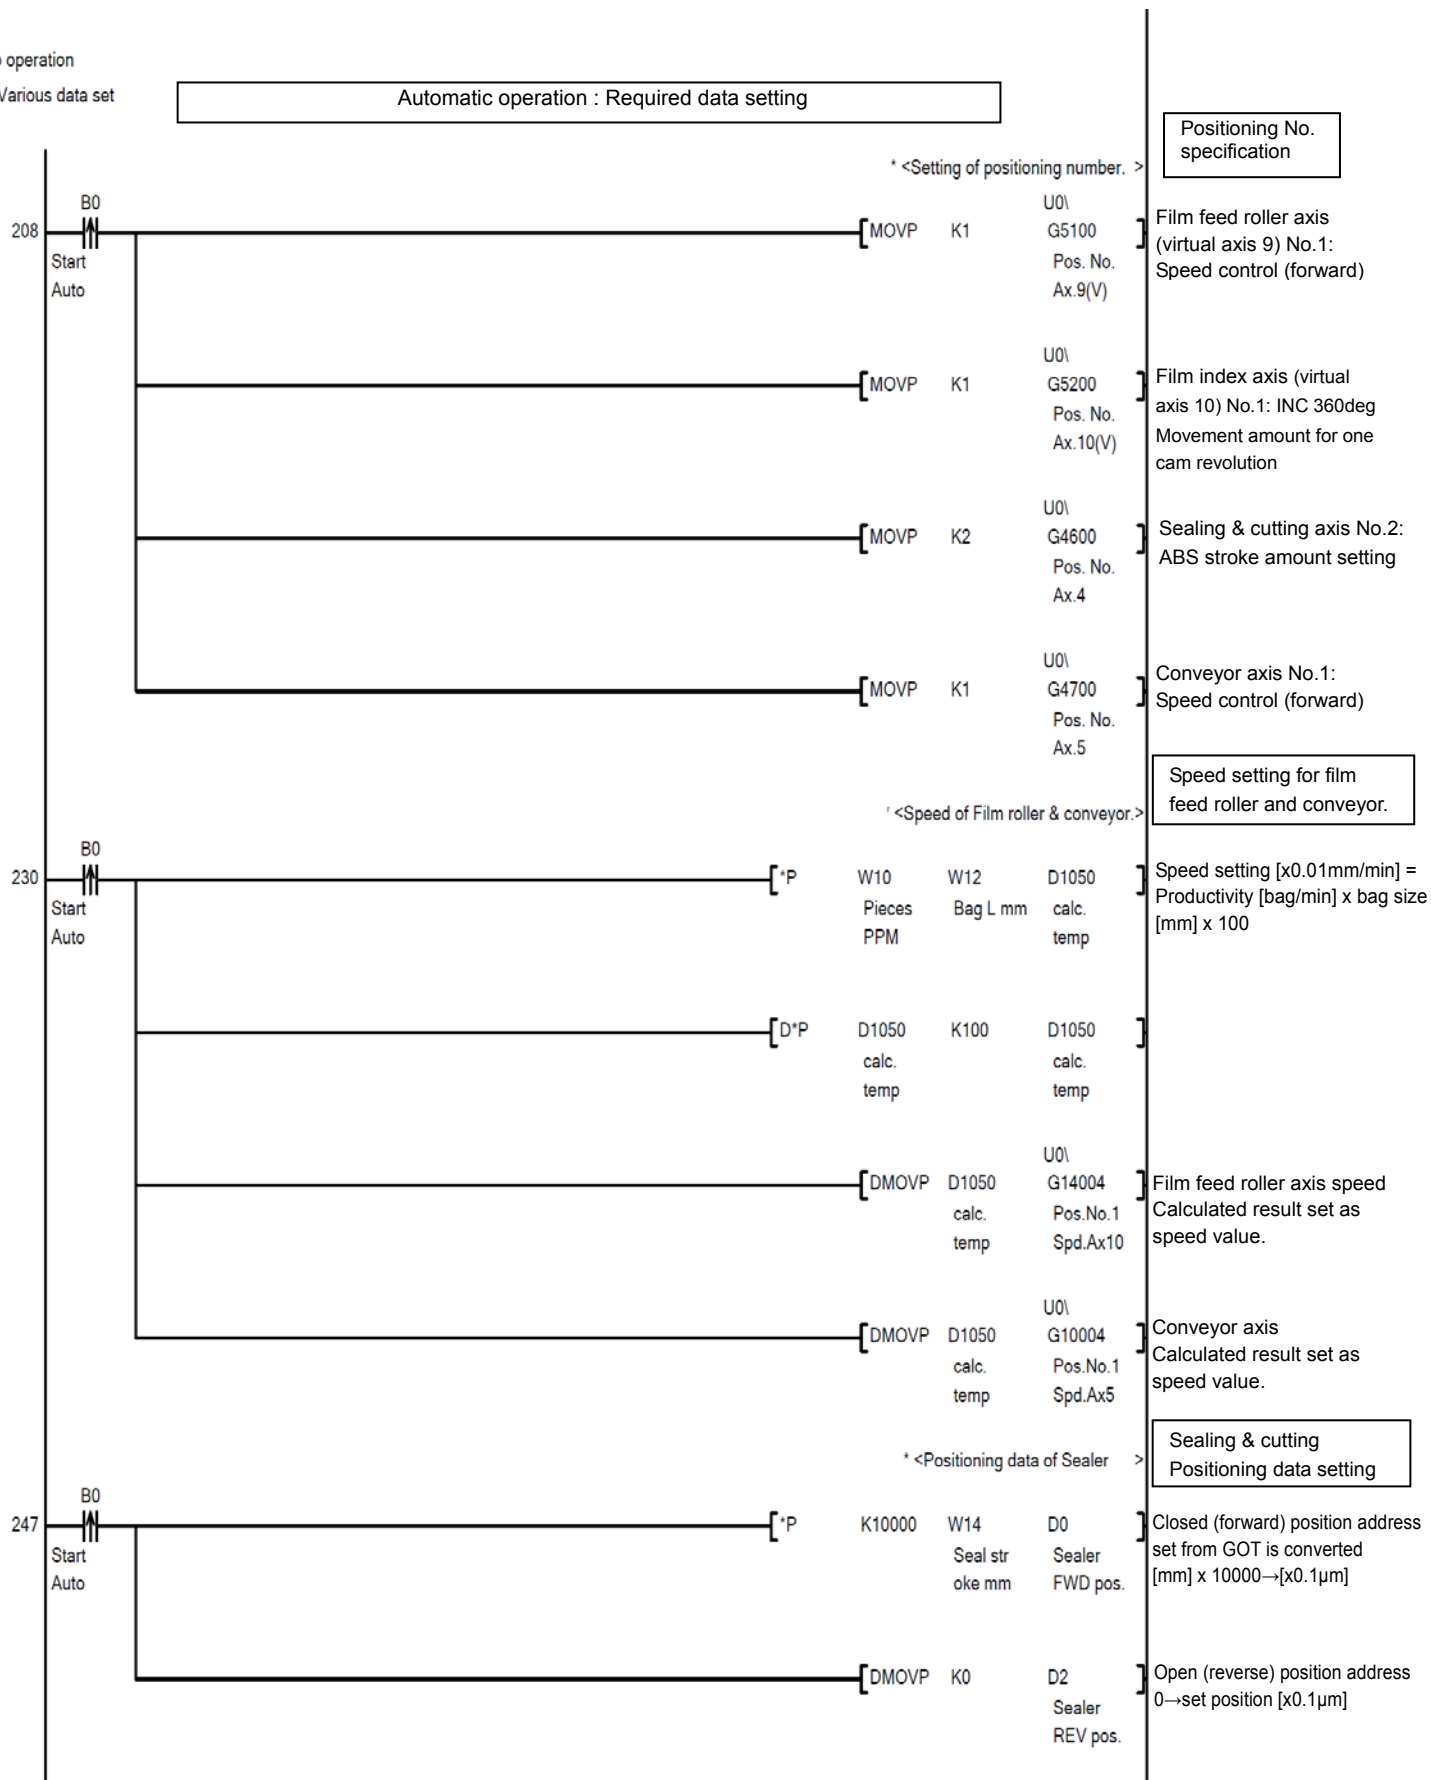 operation
Various data set
Automatic operation : Required data setting
Positioning No.
specification
* <Setting of positioning number. >
208
B0
Start
Auto
MOVP K1 U0\
G5100
Pos. No.
Ax.9(V)
Film feed roller axis
(virtual axis 9) No.1:
Speed control (forward)
MOVP K1 U0\
G5200
Pos. No.
Ax.10(V)
Film index axis (virtual
axis 10) No.1: INC 360deg
Movement amount for one
cam revolution
MOVP K2 U0\
G4600
Pos. No.
Ax.4
Sealing & cutting axis No.2:
ABS stroke amount setting
MOVP K1 U0\
G4700
Pos. No.
Ax.5
Conveyor axis No.1:
Speed control (forward)
Speed setting for film
feed roller and conveyor.
' <Speed of Film roller & conveyor.>
230
B0
Start
Auto
*P W10 W12 D1050
Pieces Bag L mm calc.
PPM temp
Speed setting [x0.01mm/min] =
Productivity [bag/min] x bag size
[mm] x 100
D*P D1050 K100 D1050
calc. calc.
temp temp
U0\
DMOVP D1050 G14004
calc. Pos.No.1
temp Spd.Ax10
Film feed roller axis speed
Calculated result set as
speed value.
U0\
DMOVP D1050 G10004
calc. Pos.No.1
temp Spd.Ax5
Conveyor axis
Calculated result set as
speed value.
Sealing & cutting
Positioning data setting
* <Positioning data of Sealer >
247
B0
Start
Auto
*P K10000 W14 D0
Seal str Sealer
oke mm FWD pos.
Closed (forward) position address
set from GOT is converted
[mm] x 10000→[x0.1µm]
DMOVP K0 D2
Sealer
REV pos.
Open (reverse) position address
0→set position [x0.1µm]